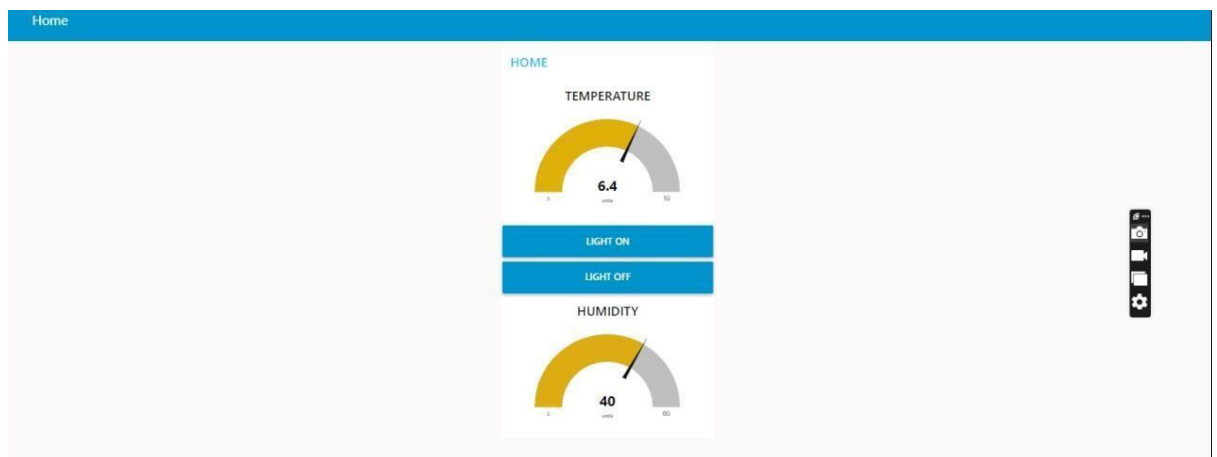 Home
HOME
TEMPERATURE
6.4
units
0 10
LIGHT ON
LIGHT OFF
HUMIDITY
40
units
0 60